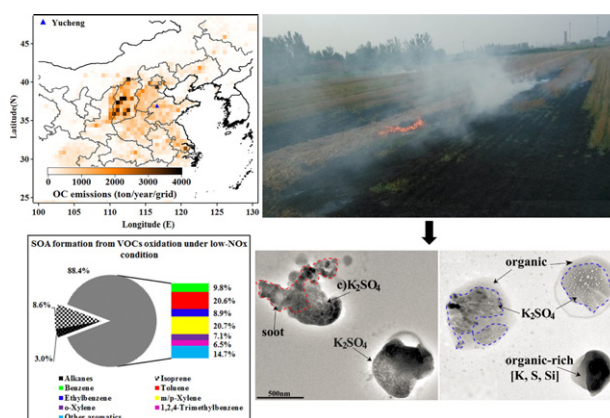 Yucheng
Latitude(N)
45
40
35
30
25
0 1000 2000 3000 4000
OC emissions (ton/year/grid)
100 105 110 115 120 125 130
Longitude (E)
SOA formation from VOCs oxidation under low-NOx
condition
88.4%
8.6%
3.0%
9.8%
20.6%
8.9%
20.7%
7.1%
6.5%
14.7%
Alkanes
Isoprene
Benzene
Toluene
Ethylbenzene
m/p-Xylene
o-Xylene
1,2,4-Trimethylbenzene
Other aromatics
c)K₂SO₄
soot
K₂SO₄
500nm
organic
K₂SO₄
organic-rich
[K, S, Si]